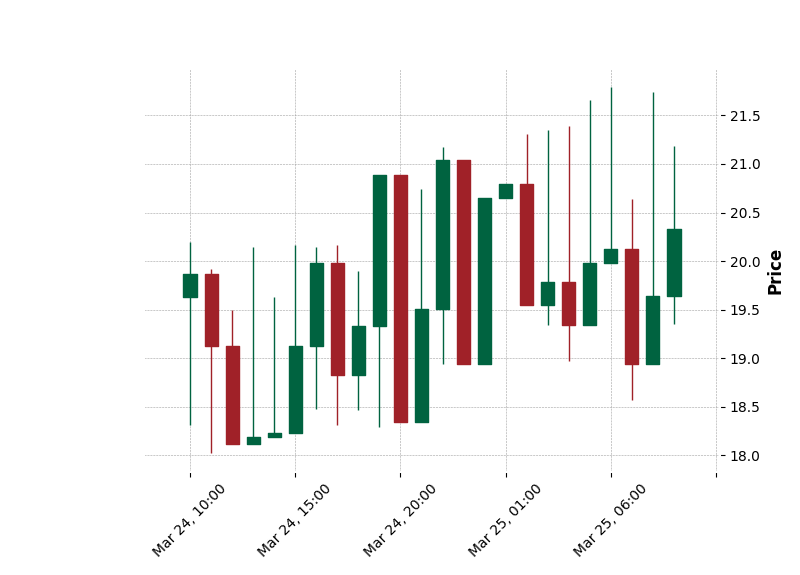 21.5
21.0
20.5
20.0
19.5
19.0
18.5
18.0
Price
Mar 24, 10:00
Mar 24, 15:00
Mar 24, 20:00
Mar 25, 01:00
Mar 25, 06:00